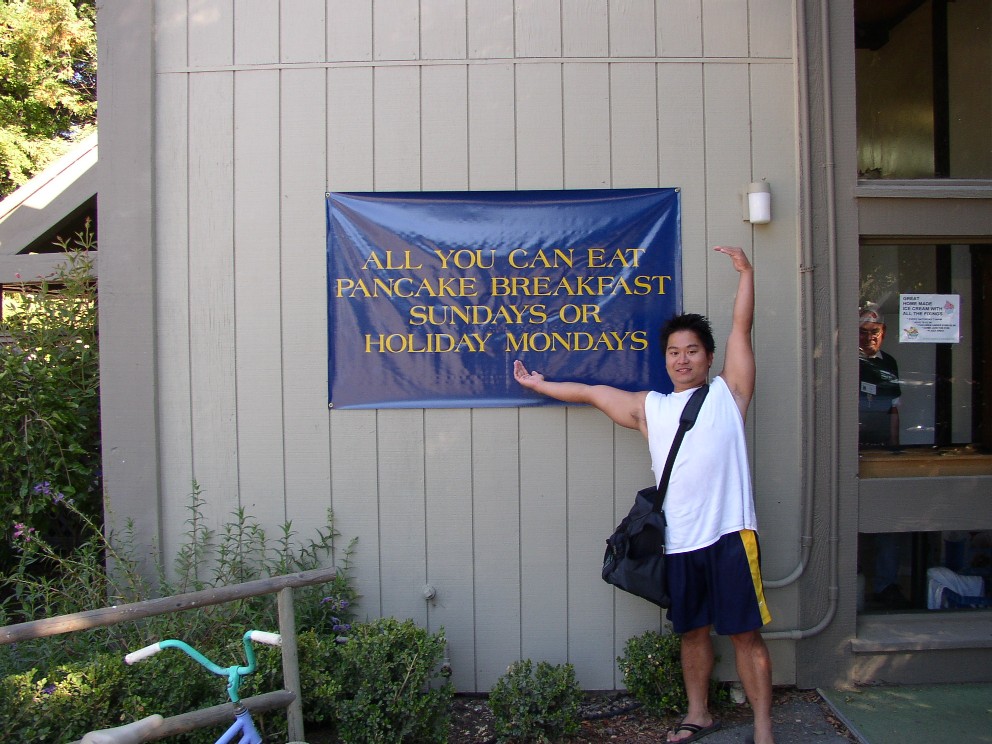 ALL YOU CAN EAT
PANCAKE BREAKFAST
SUNDAYS OR
HOLIDAY MONDAYS
GREAT
HOME MADE
ICE CREAM WITH
ALL THE FIXINGS